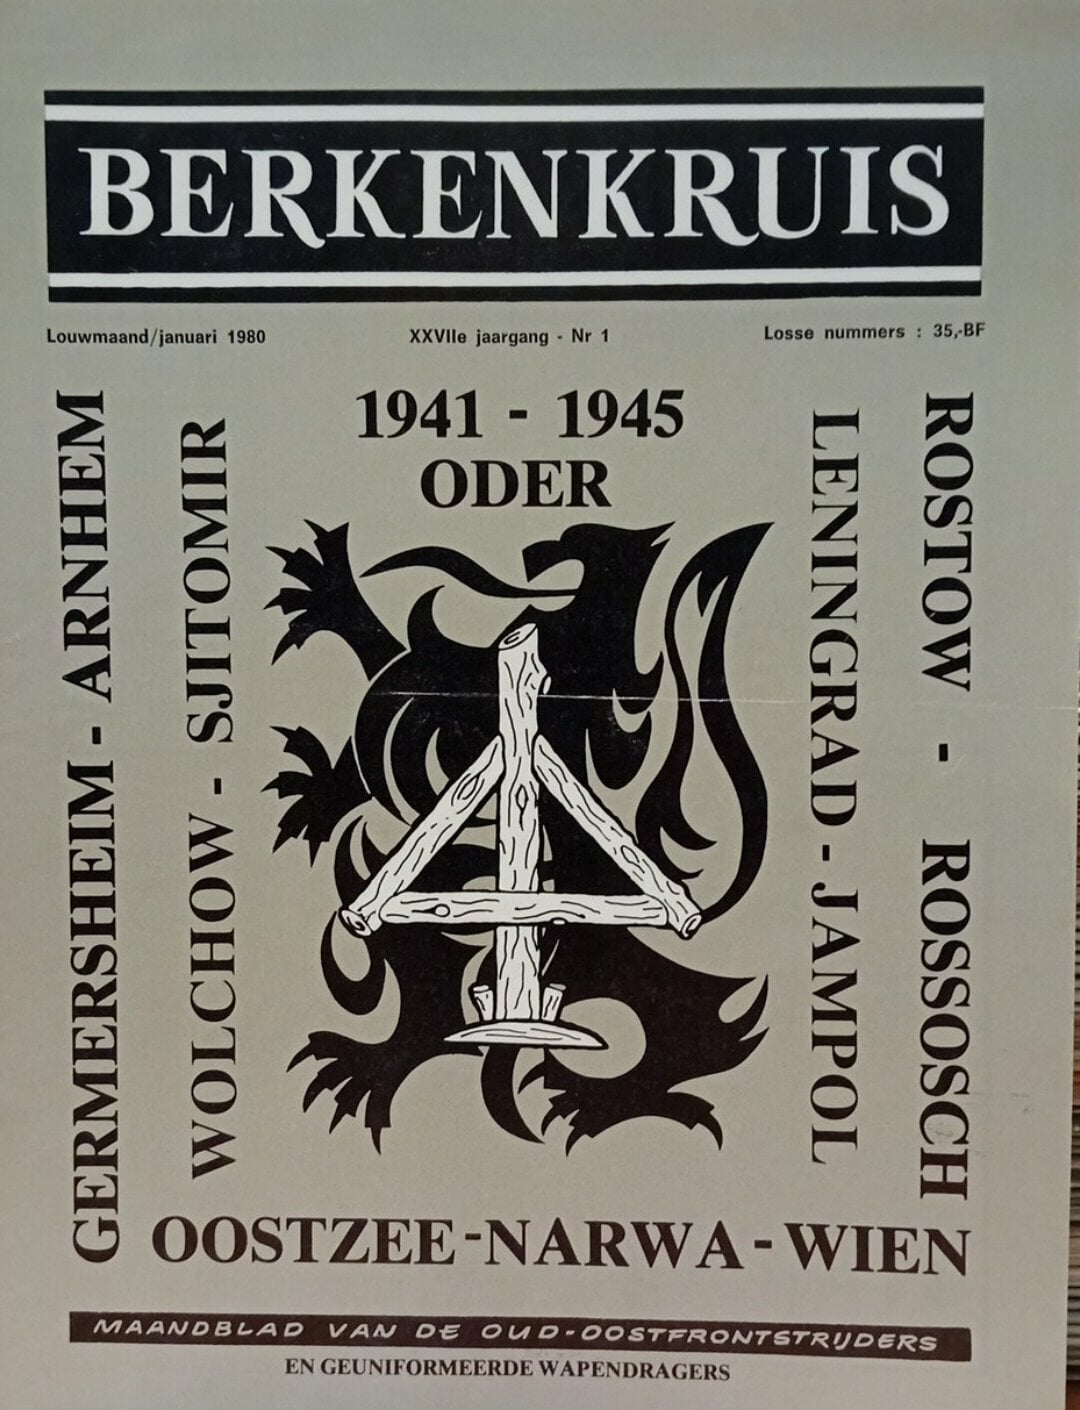 BERKENKRUIS
Louwmaand/januari 1980
XXVIIe jaargang - Nr 1
Losse nummers : 35,-BF
1941 - 1945
ODER
GERMERSHEIM - ARNHEM
WOLCHOW - SJITOMIR
LENINGRAD - JAMPOL
ROSTOW - ROSSOSCH
OOSTZEE - NARWA - WIEN
MAANDBLAD VAN DE OUD-OOSTFRONTSTRIJDERS
EN GEUNIFORMEERDE WAPENDRAGERS